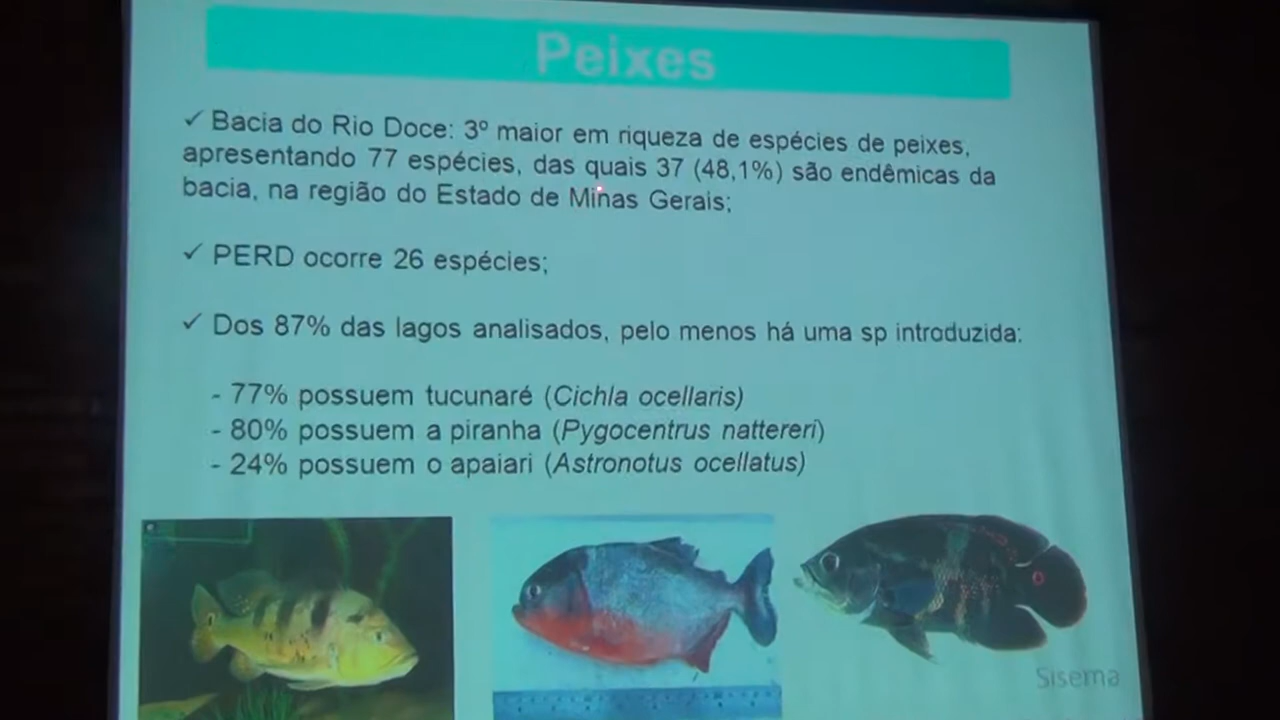 Peixes
✓ Bacia do Rio Doce: 3º maior em riqueza de espécies de peixes,
apresentando 77 espécies, das quais 37 (48,1%) são endêmicas da
bacia, na região do Estado de Minas Gerais;
✓ PERD ocorre 26 espécies;
✓ Dos 87% das lagos analisados, pelo menos há uma sp introduzida:
- 77% possuem tucunaré (Cichla ocellaris)
- 80% possuem a piranha (Pygocentrus nattereri)
- 24% possuem o apaiari (Astronotus ocellatus)
Sisema